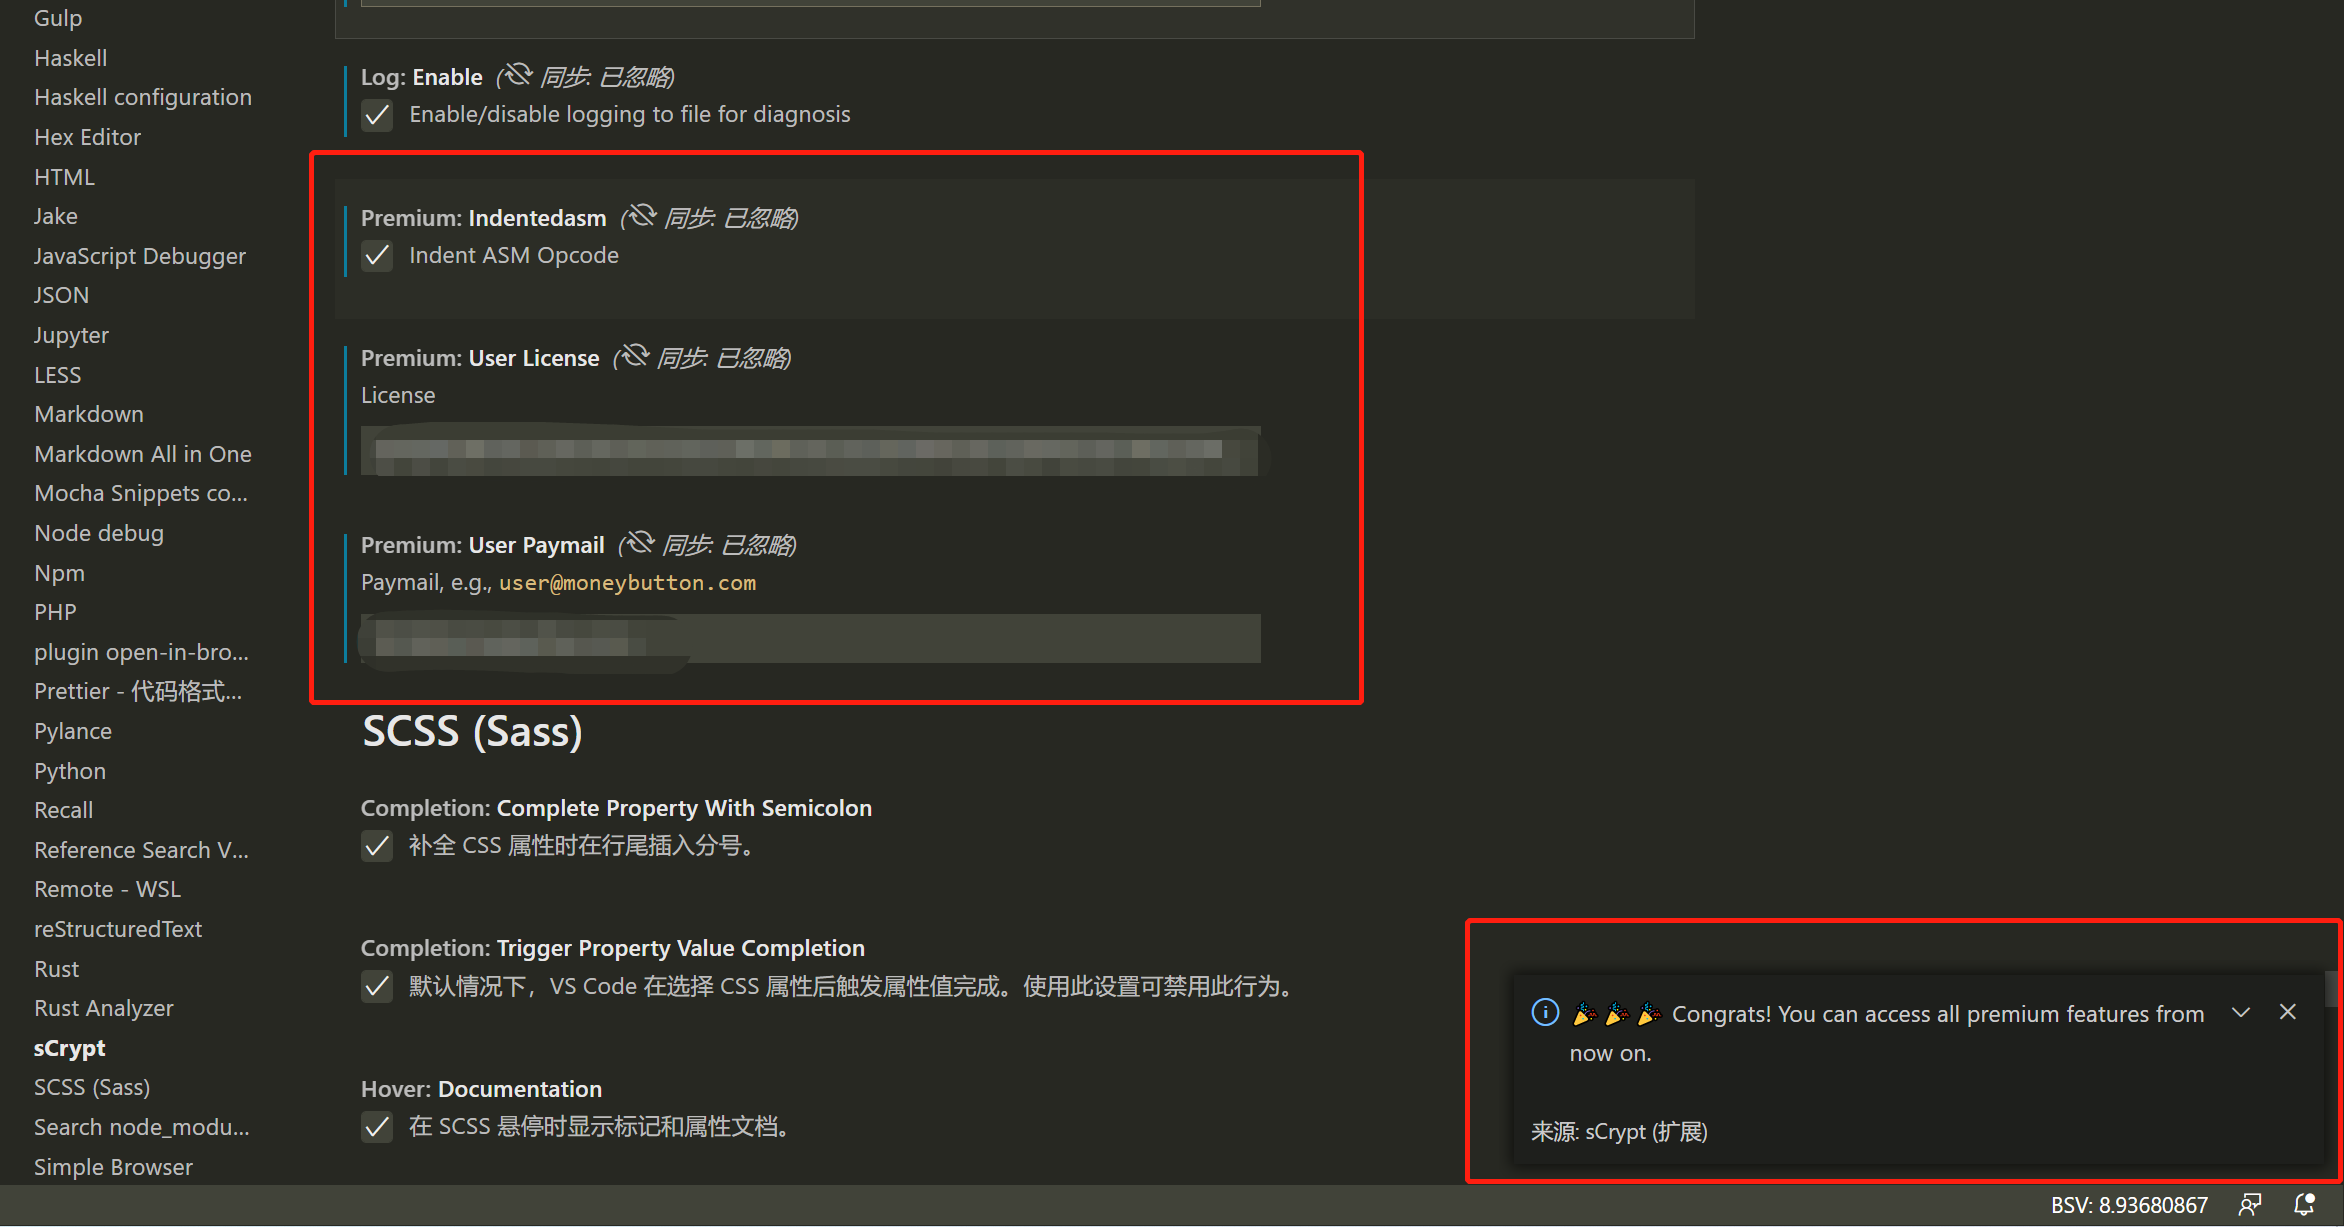 Gulp
Haskell
Haskell configuration
Hex Editor
HTML
Jake
JavaScript Debugger
JSON
Jupyter
LESS
Markdown
Markdown All in One
Mocha Snippets co...
Node debug
Npm
PHP
plugin open-in-bro...
Prettier - 代码格式...
Pylance
Python
Recall
Reference Search V...
Remote - WSL
reStructuredText
Rust
Rust Analyzer
sCrypt
SCSS (Sass)
Search node_modu...
Simple Browser
Log: Enable (同步: 已忽略)
Enable/disable logging to file for diagnosis
Premium: Indentedasm (同步: 已忽略)
Indent ASM Opcode
Premium: User License (同步: 已忽略)
License
Premium: User Paymail (同步: 已忽略)
Paymail, e.g., user@moneybutton.com
SCSS (Sass)
Completion: Complete Property With Semicolon
补全 CSS 属性时在行尾插入分号。
Completion: Trigger Property Value Completion
默认情况下，VS Code 在选择 CSS 属性后触发属性值完成。使用此设置可禁用此行为。
Hover: Documentation
在 SCSS 悬停时显示标记和属性文档。
Congrats! You can access all premium features from
now on.
来源: sCrypt (扩展)
BSV: 8.93680867